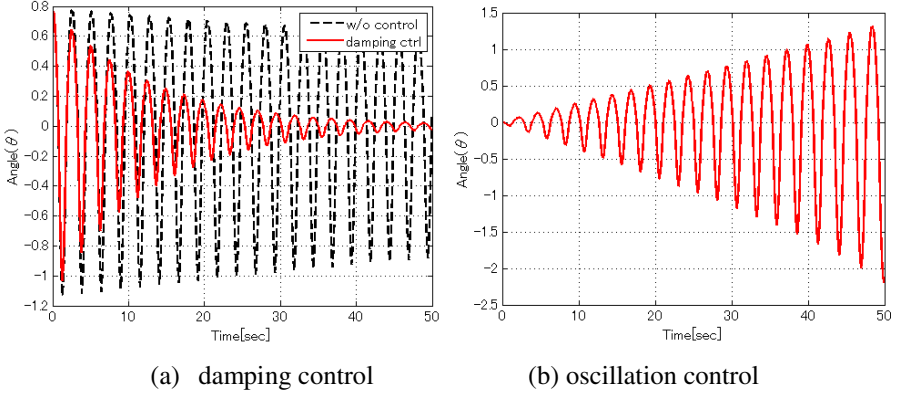 0.8
0.6
0.4
0.2
0
-0.2
-0.4
-0.6
-0.8
-1
-1.2
0 10 20 30 40 50
Angle(θ)
Time[sec]
w/o control
damping ctrl
1.5
1
0.5
0
-0.5
-1
-1.5
-2
-2.5
0 10 20 30 40 50
Angle(θ)
Time[sec]
(a) damping control
(b) oscillation control